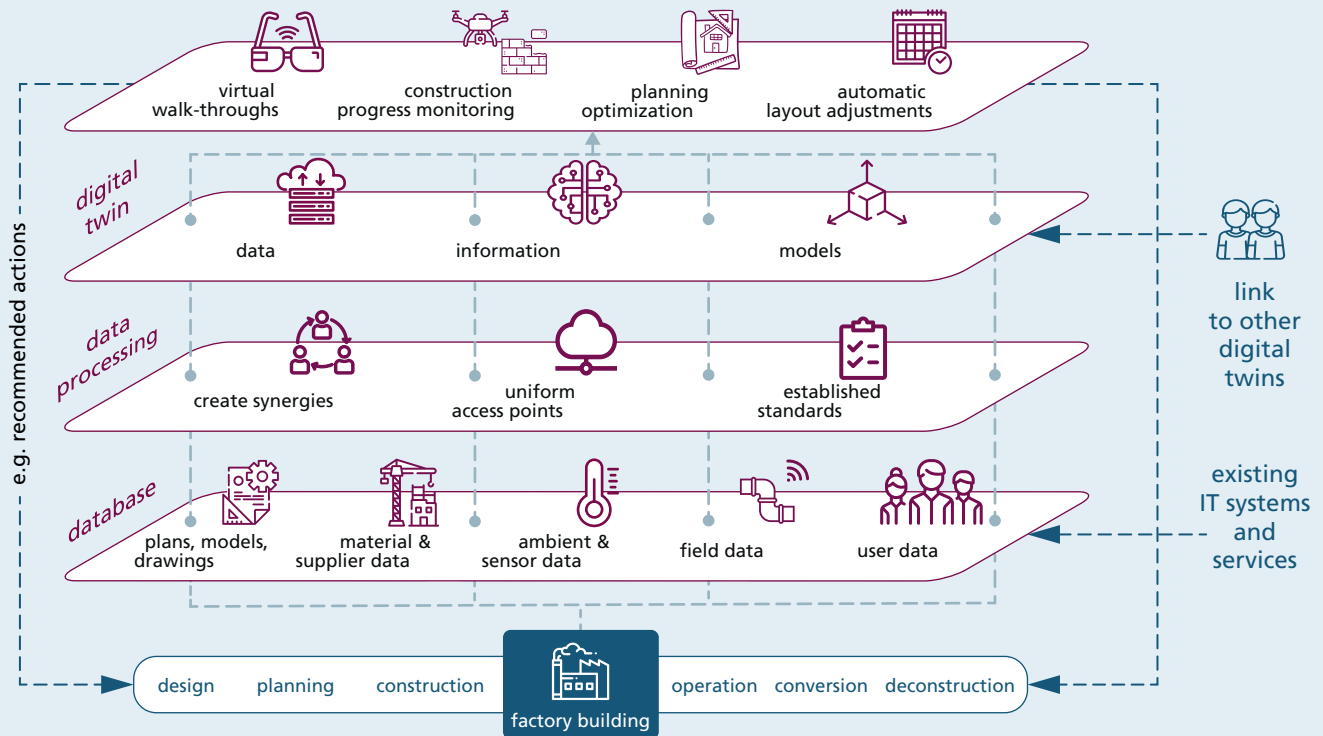 virtual
walk-throughs
construction
progress monitoring
planning
optimization
automatic
layout adjustments
digital
twin
data
information
models
data
processing
create synergies
uniform
access points
established
standards
database
plans, models,
drawings
material &
supplier data
ambient &
sensor data
field data
user data
e.g. recommended actions
link
to other
digital
twins
existing
IT systems
and
services
design
planning
construction
factory building
operation
conversion
deconstruction